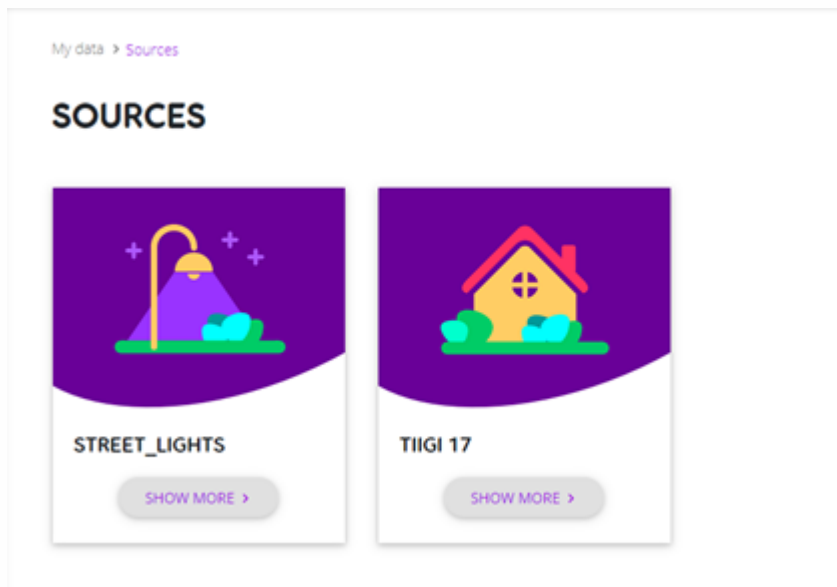 My data > Sources
SOURCES
STREET_LIGHTS
SHOW MORE >
TIIGI 17
SHOW MORE >